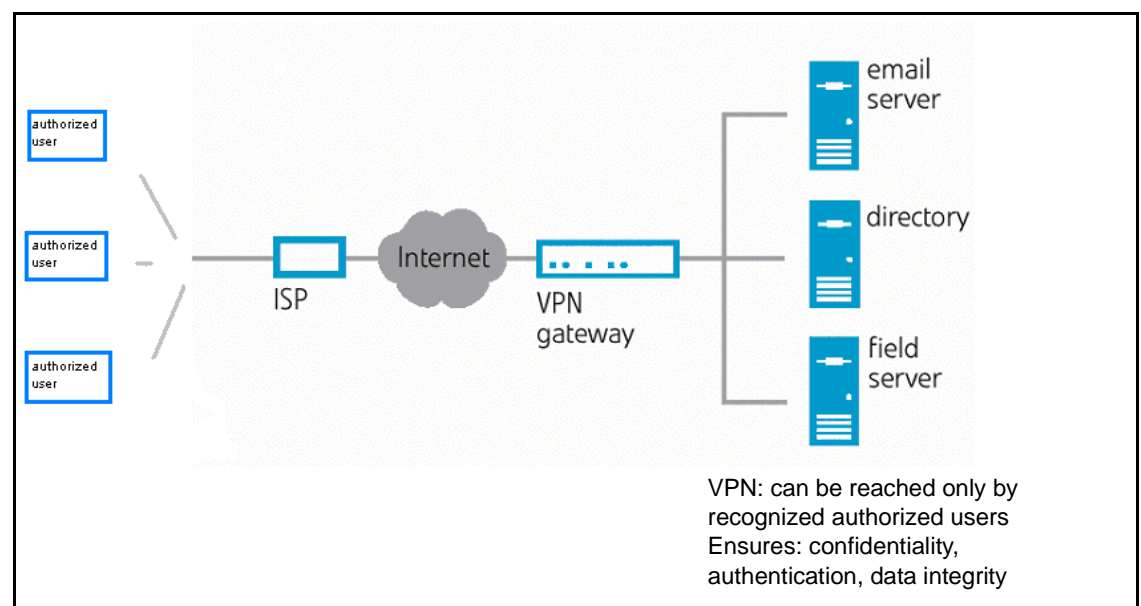 authorized
user
authorized
user
authorized
user
ISP
Internet
VPN
gateway
email
server
directory
field
server
VPN: can be reached only by
recognized authorized users
Ensures: confidentiality,
authentication, data integrity